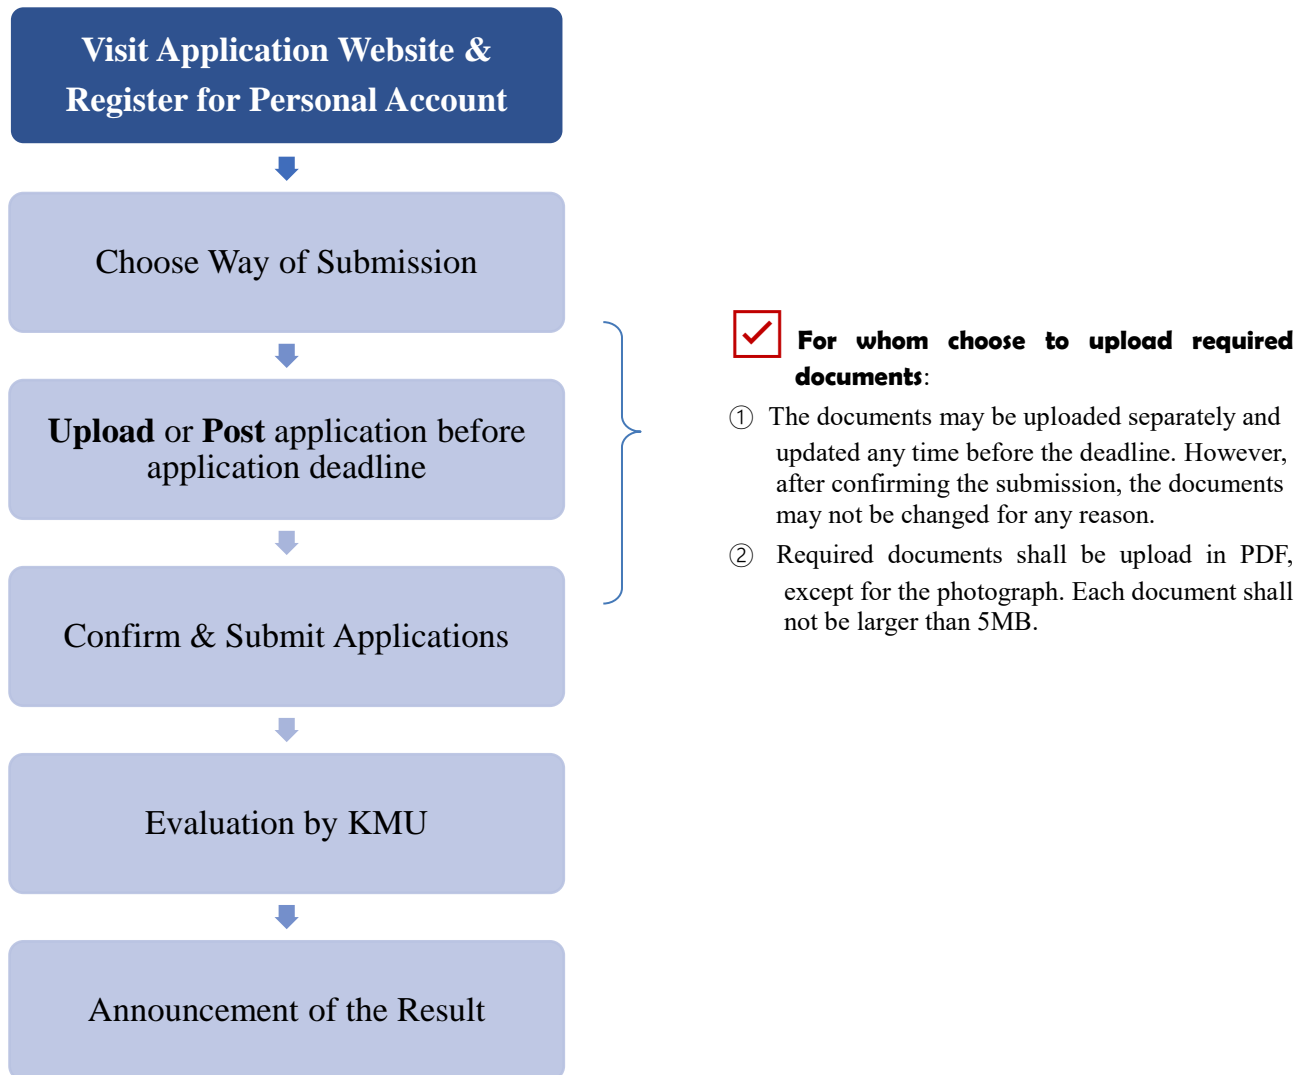 Visit Application Website &
Register for Personal Account
Choose Way of Submission
Upload or Post application before
application deadline
Confirm & Submit Applications
Evaluation by KMU
Announcement of the Result
For whom choose to upload required
documents:
① The documents may be uploaded separately and
updated any time before the deadline. However,
after confirming the submission, the documents
may not be changed for any reason.
② Required documents shall be upload in PDF,
except for the photograph. Each document shall
not be larger than 5MB.